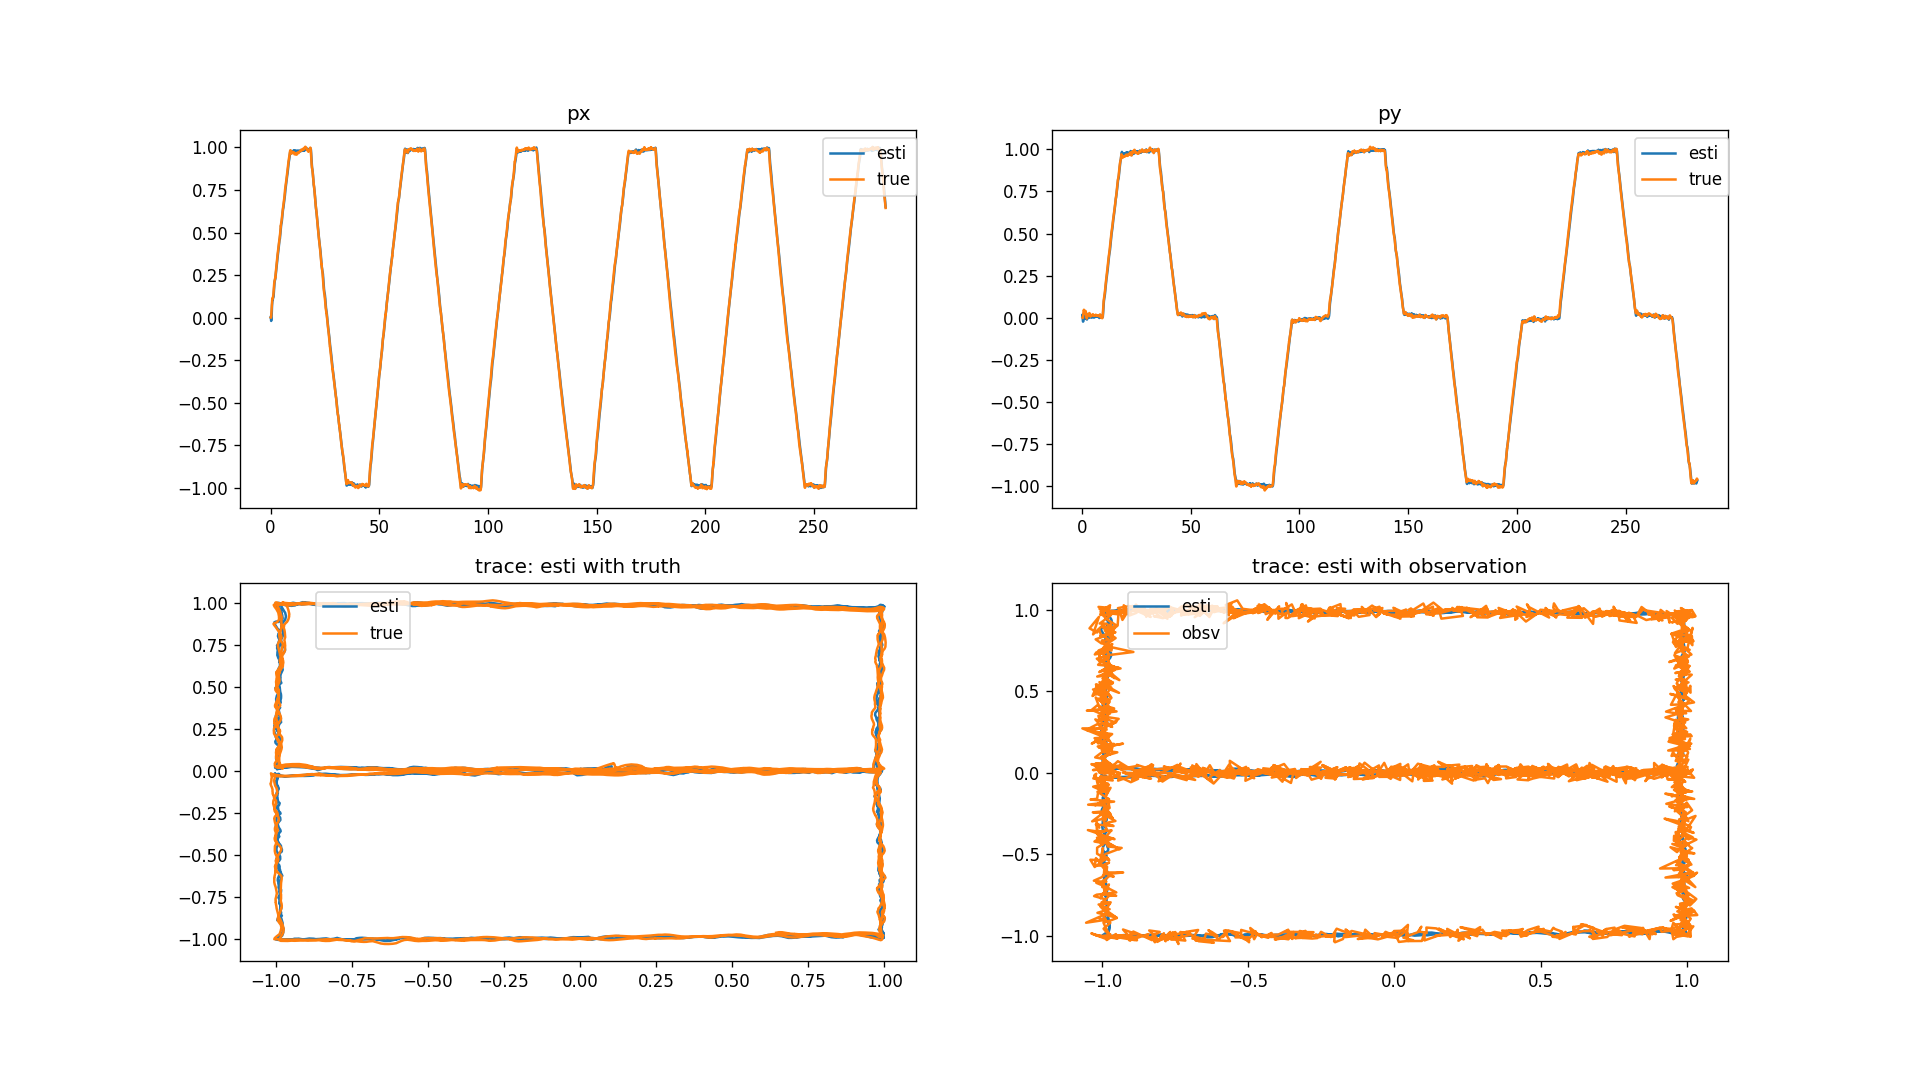 px
1.00
0.75
0.50
0.25
0.00
−0.25
−0.50
−0.75
−1.00
0 50 100 150 200 250
esti
true
py
1.00
0.75
0.50
0.25
0.00
−0.25
−0.50
−0.75
−1.00
0 50 100 150 200 250
esti
true
trace: esti with truth
1.00
0.75
0.50
0.25
0.00
−0.25
−0.50
−0.75
−1.00
−1.00 −0.75 −0.50 −0.25 0.00 0.25 0.50 0.75 1.00
esti
true
trace: esti with observation
1.0
0.5
0.0
−0.5
−1.0
−1.0 −0.5 0.0 0.5 1.0
esti
obsv